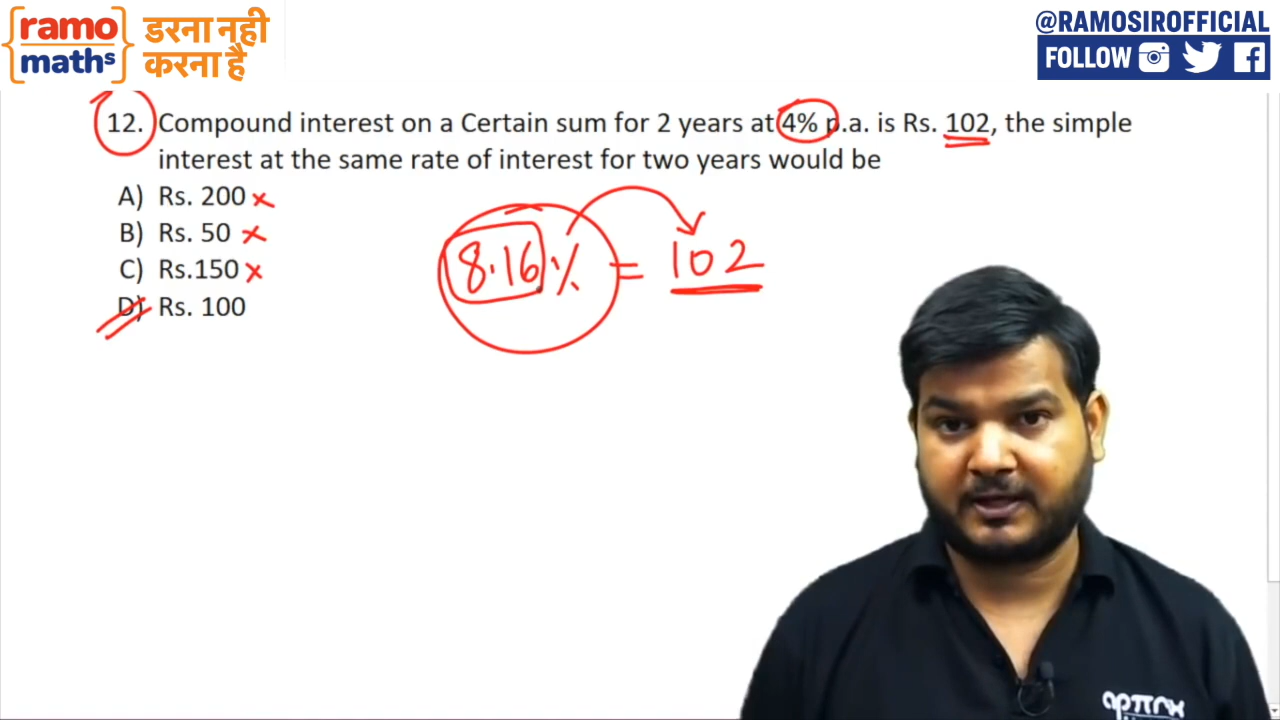 ramo
maths
डरना नही
करना है
@RAMOSIROFFICIAL
FOLLOW
12. Compound interest on a Certain sum for 2 years at 4% p.a. is Rs. 102, the simple
interest at the same rate of interest for two years would be
A) Rs. 200 x
B) Rs. 50 x
C) Rs.150 x
D) Rs. 100
8.16% = 102